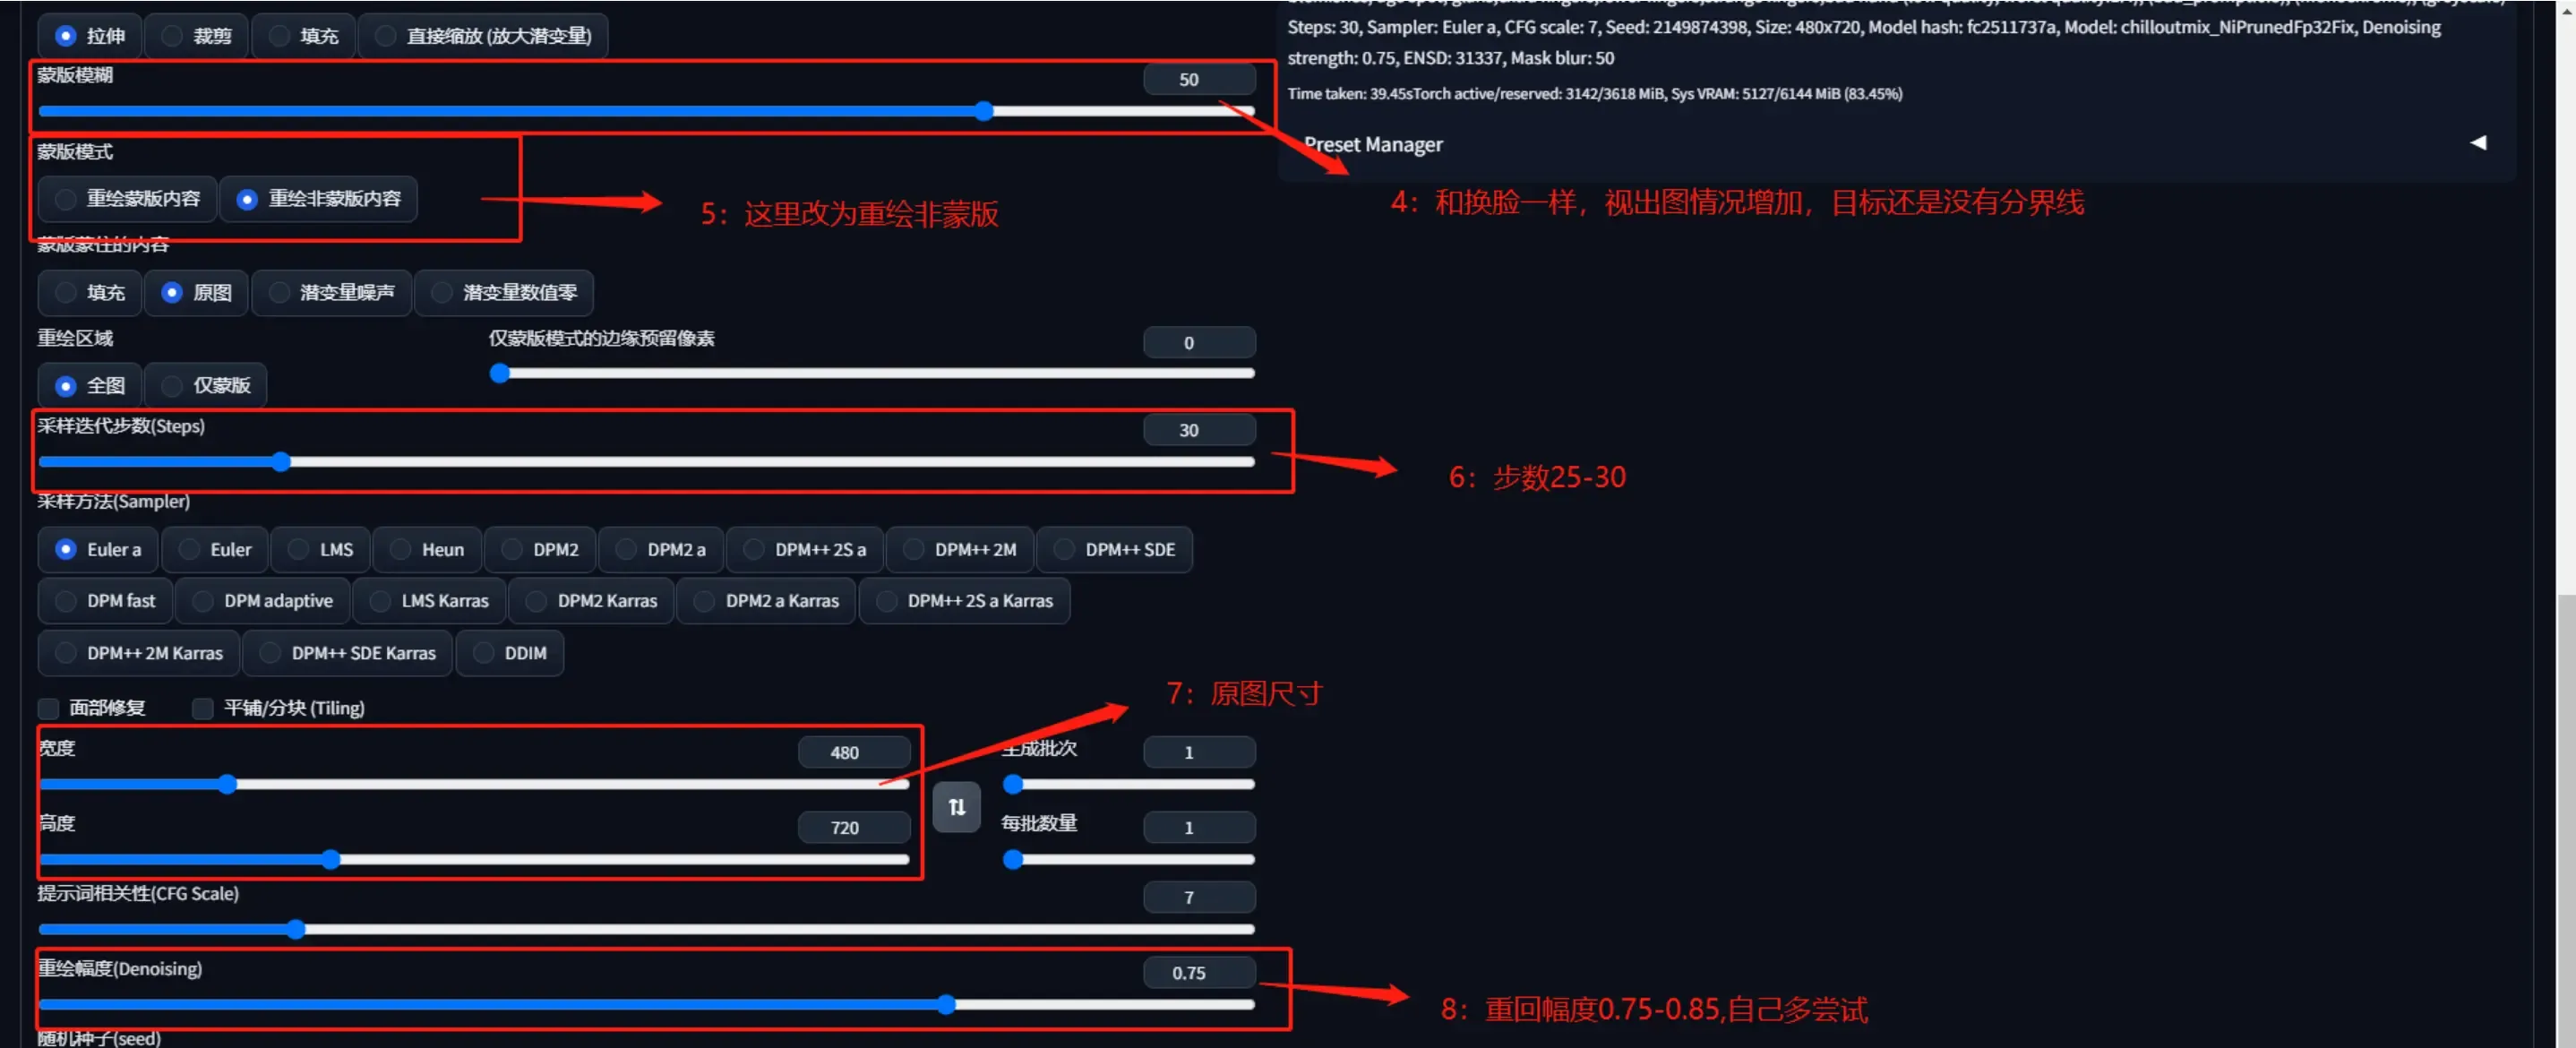 拉伸 裁剪 填充 直接缩放 (放大潜变量)
蒙版模糊 50
蒙版模式
重绘蒙版内容 重绘非蒙版内容
5：这里改为重绘非蒙版
蒙版蒙住的内容
填充 原图 潜变量噪声 潜变量数值零
重绘区域 仅蒙版模式的边缘预留像素 0
全图 仅蒙版
采样迭代步数(Steps) 30
6：步数25-30
采样方法(Sampler)
Euler a Euler LMS Heun DPM2 DPM2 a DPM++ 2S a DPM++ 2M DPM++ SDE
DPM fast DPM adaptive LMS Karras DPM2 Karras DPM2 a Karras DPM++ 2S a Karras
DPM++ 2M Karras DPM++ SDE Karras DDIM
面部修复 平铺/分块 (Tiling)
7：原图尺寸
宽度 480 生成批次 1
高度 720 每批数量 1
提示词相关性(CFG Scale) 7
重绘幅度(Denoising) 0.75
8：重回幅度0.75-0.85,自己多尝试
随机种子(seed)
Steps: 30, Sampler: Euler a, CFG scale: 7, Seed: 2149874398, Size: 480x720, Model hash: fc2511737a, Model: chilloutmix_NiPrunedFp32Fix, Denoising
strength: 0.75, ENSD: 31337, Mask blur: 50
Time taken: 39.45sTorch active/reserved: 3142/3618 MiB, Sys VRAM: 5127/6144 MiB (83.45%)
Preset Manager
4：和换脸一样，视出图情况增加，目标还是没有分界线